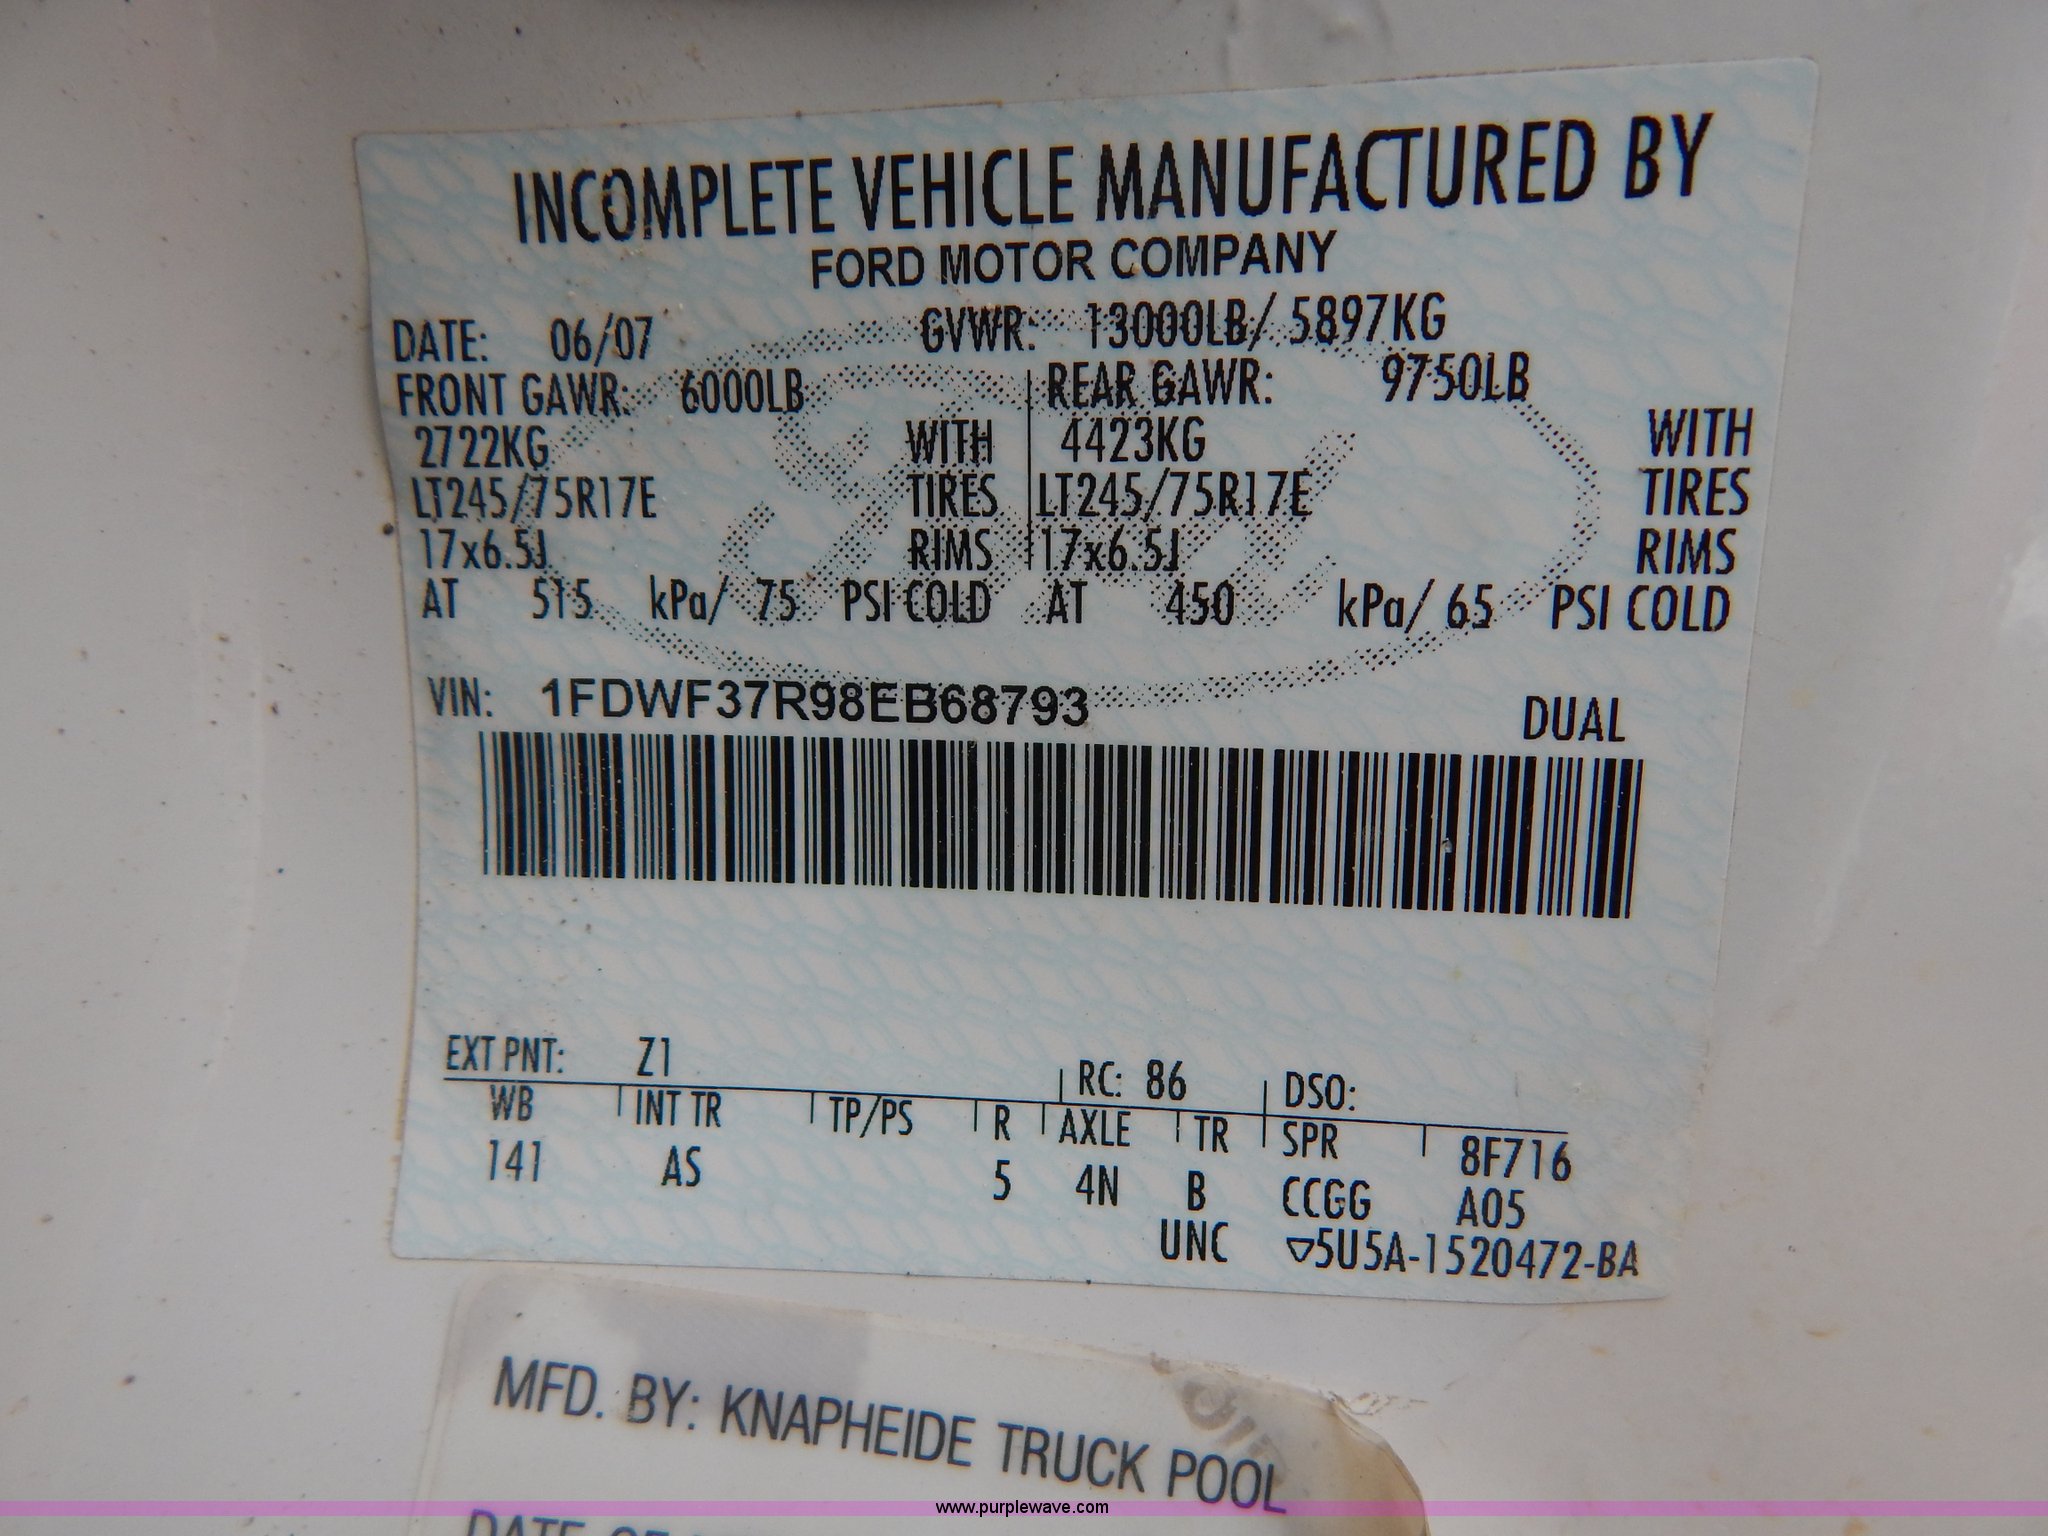 INCOMPLETE VEHICLE MANUFACTURED BY
FORD MOTOR COMPANY
DATE: 06/07 GVWR: 13000LB/ 5897KG
FRONT GAWR: 6000LB REAR GAWR: 9750LB
2722KG WITH 4423KG WITH
LT245/75R17E TIRES LT245/75R17E TIRES
17x6.5J RIMS 17x6.5J RIMS
AT 515 kPa/ 75 PSI COLD AT 450 kPa/ 65 PSI COLD
VIN: 1FDWF37R98EB68793 DUAL
EXT PNT: Z1 RC: 86 DSO:
WB INT TR TP/PS R AXLE TR SPR 8F716
141 AS 5 4N B CCGG A05
UNC ▽5U5A-1520472-BA
MFD. BY: KNAPHEIDE TRUCK POOL
www.purplewave.com
DATE OF